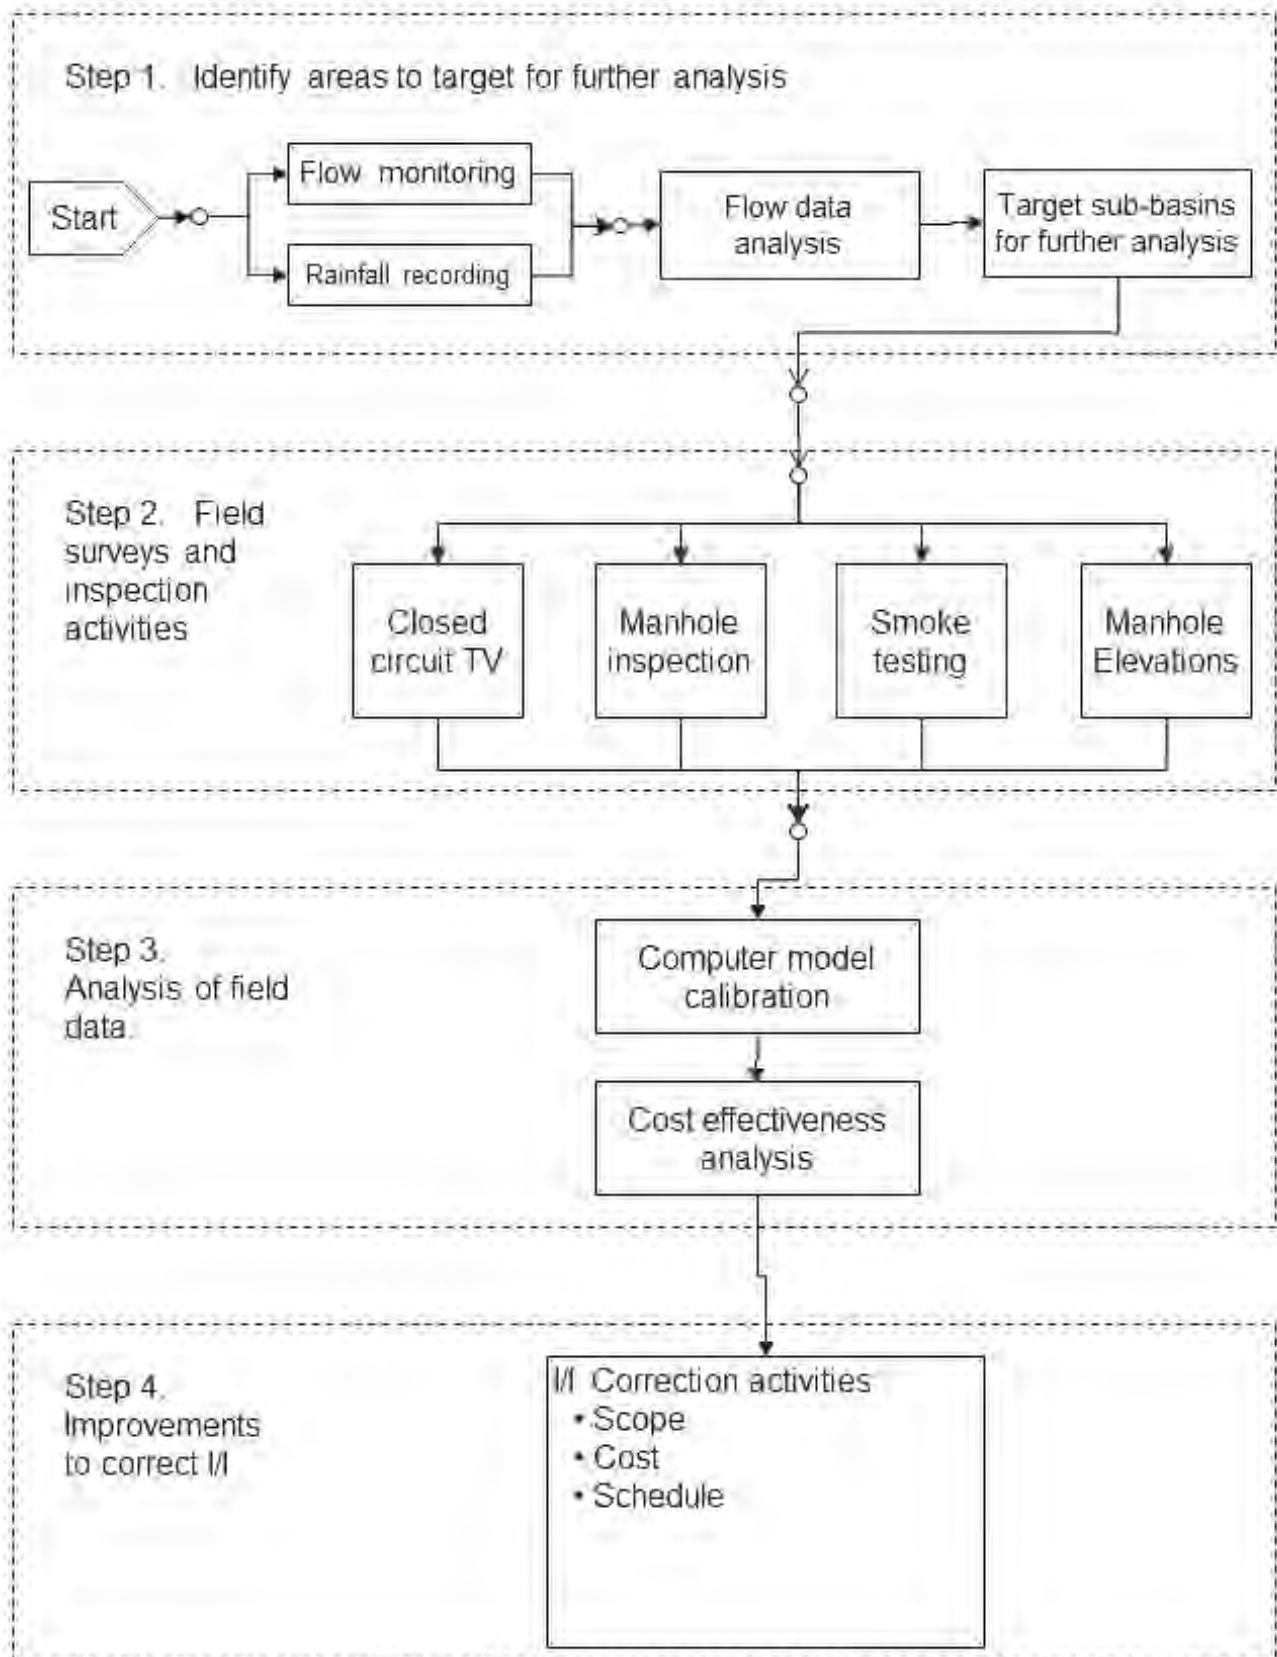 Step 1. Identify areas to target for further analysis
Start
Flow monitoring
Rainfall recording
Flow data
analysis
Target sub-basins
for further analysis
Step 2. Field
surveys and
inspection
activities
Closed
circuit TV
Manhole
inspection
Smoke
testing
Manhole
Elevations
Step 3.
Analysis of field
data.
Computer model
calibration
Cost effectiveness
analysis
Step 4.
Improvements
to correct I/I
I/I Correction activities
• Scope
• Cost
• Schedule